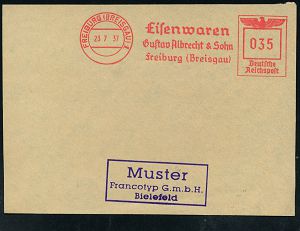 FREIBURG (BREISGAU)
23 7 37
Eisenwaren
Gustav Albrecht & Sohn
Freiburg (Breisgau)
035
Deutsche
Reichspost
Muster
Francotyp G.m.b.H.
Bielefeld